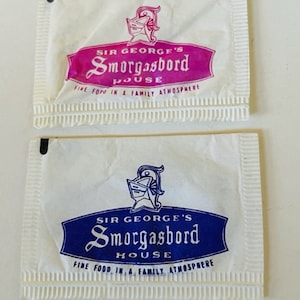 SIR GEORGE'S
Smorgasbord
HOUSE
FINE FOOD IN A FAMILY ATMOSPHERE
SIR GEORGE'S
Smorgasbord
HOUSE
FINE FOOD IN A FAMILY ATMOSPHERE